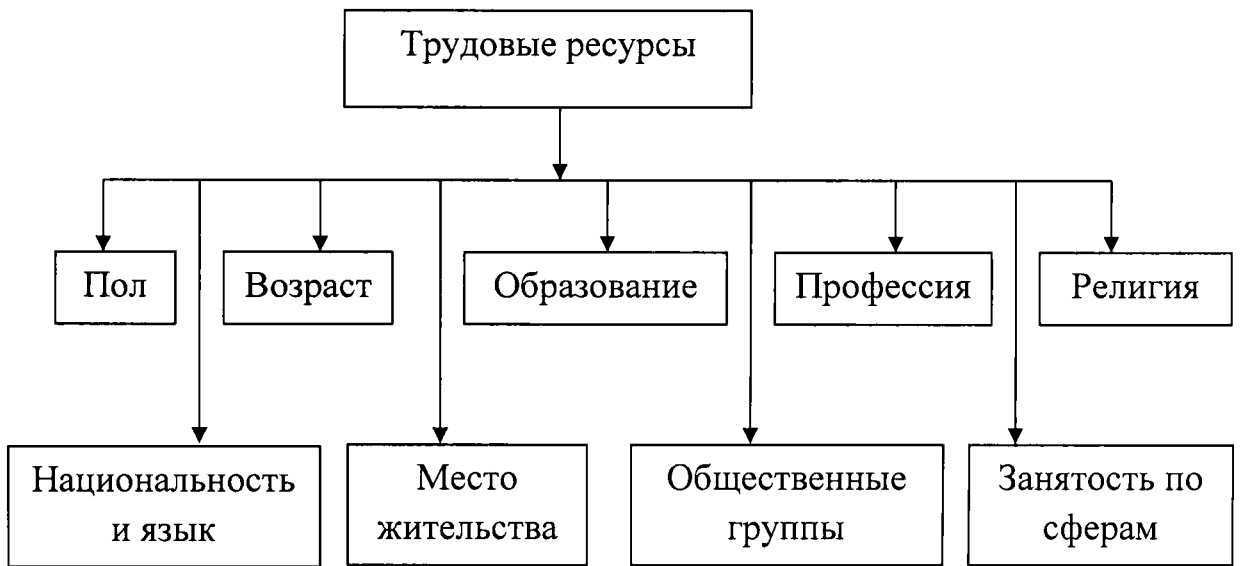 Трудовые ресурсы
Пол
Возраст
Образование
Профессия
Религия
Национальность
и язык
Место
жительства
Общественные
группы
Занятость по
сферам